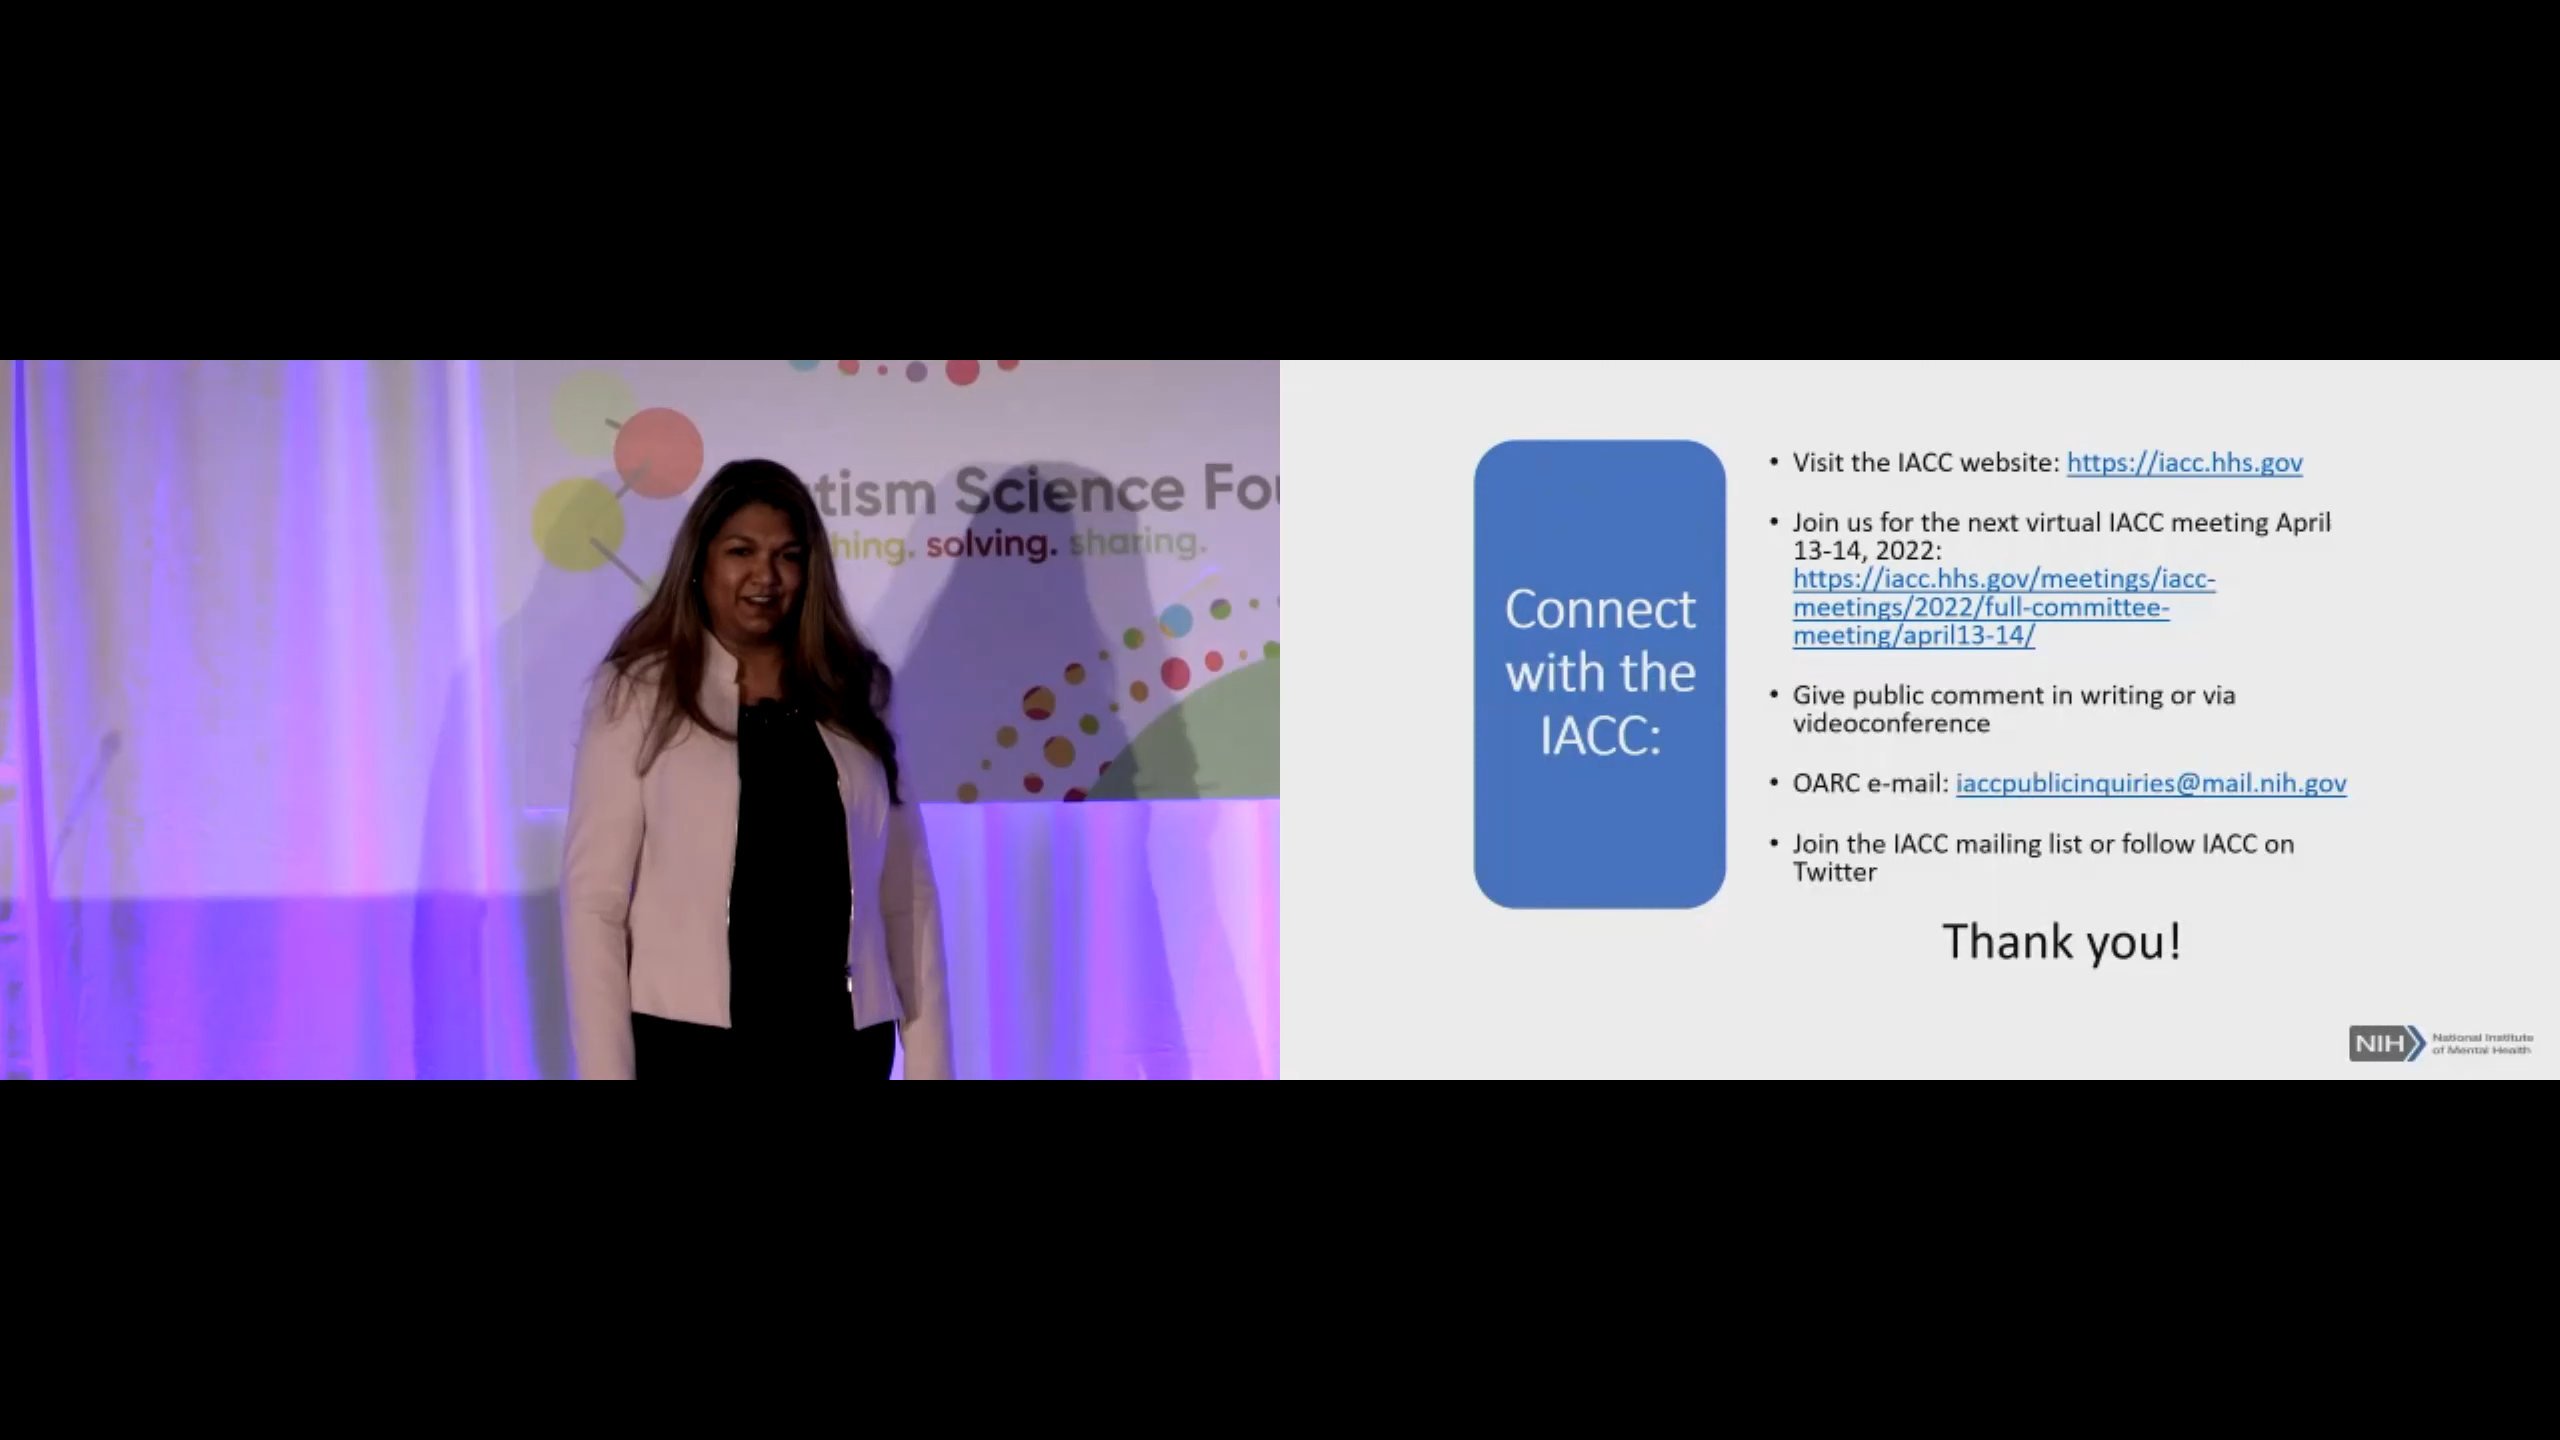 tism Science Fou
hing. solving. sharing.
Connect
with the
IACC:
• Visit the IACC website: https://iacc.hhs.gov
• Join us for the next virtual IACC meeting April
13-14, 2022:
https://iacc.hhs.gov/meetings/iacc-
meetings/2022/full-committee-
meeting/april13-14/
• Give public comment in writing or via
videoconference
• OARC e-mail: iaccpublicinquiries@mail.nih.gov
• Join the IACC mailing list or follow IACC on
Twitter
Thank you!
NIH National Institute
of Mental Health